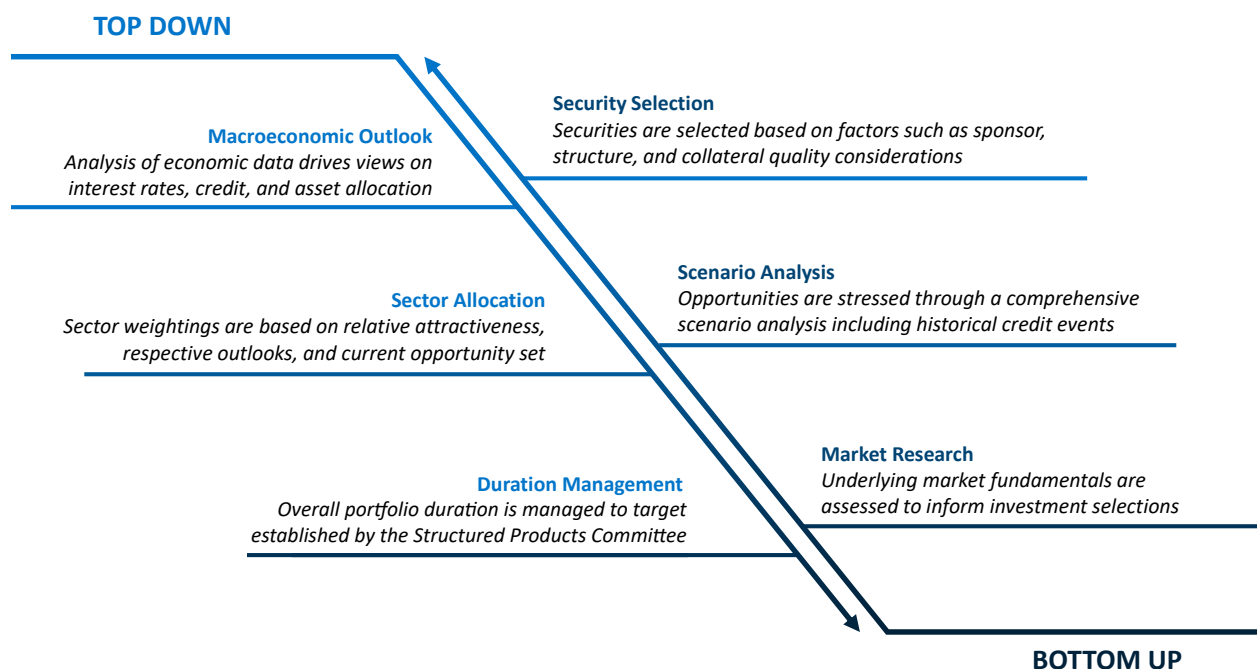 TOP DOWN
Macroeconomic Outlook
Analysis of economic data drives views on
interest rates, credit, and asset allocation
Sector Allocation
Sector weightings are based on relative attractiveness,
respective outlooks, and current opportunity set
Duration Management
Overall portfolio duration is managed to target
established by the Structured Products Committee
Security Selection
Securities are selected based on factors such as sponsor,
structure, and collateral quality considerations
Scenario Analysis
Opportunities are stressed through a comprehensive
scenario analysis including historical credit events
Market Research
Underlying market fundamentals are
assessed to inform investment selections
BOTTOM UP